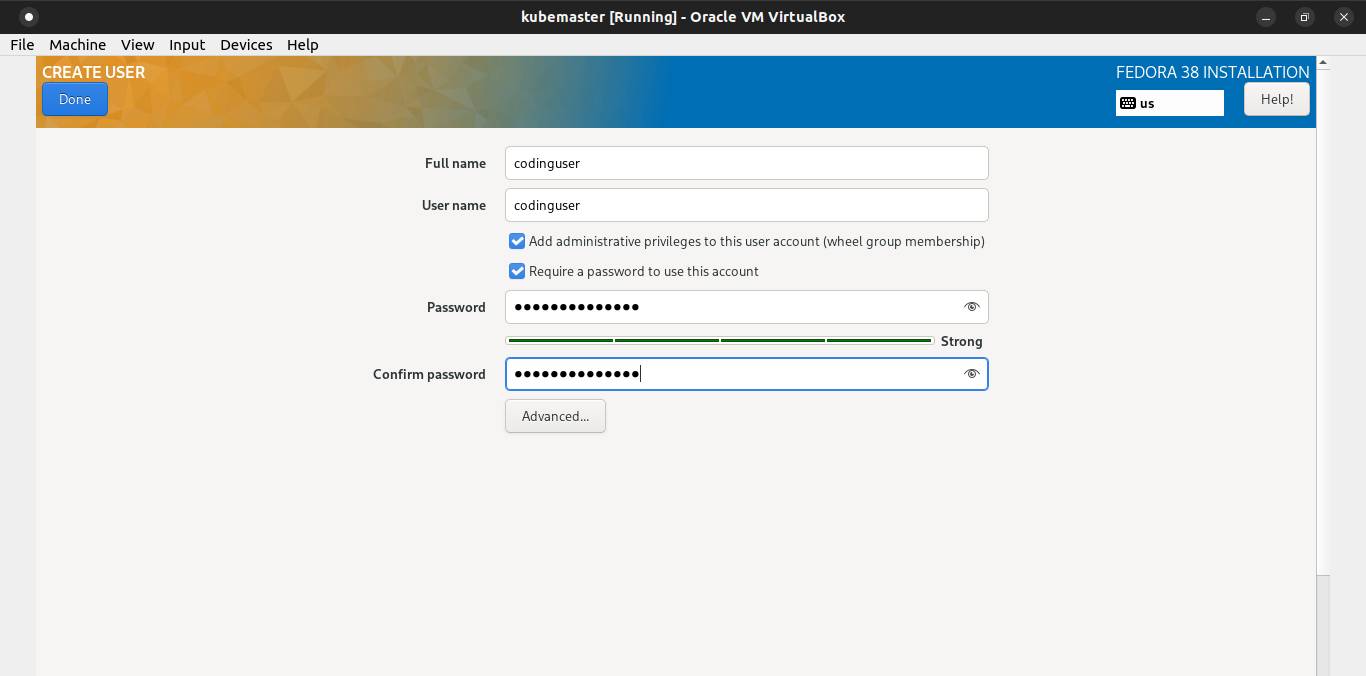 kubemaster [Running] - Oracle VM VirtualBox
File Machine View Input Devices Help
CREATE USER
FEDORA 38 INSTALLATION
Done
us
Help!
Full name codinguser
User name codinguser
Add administrative privileges to this user account (wheel group membership)
Require a password to use this account
Password ••••••••••••••
Strong
Confirm password ••••••••••••••
Advanced...